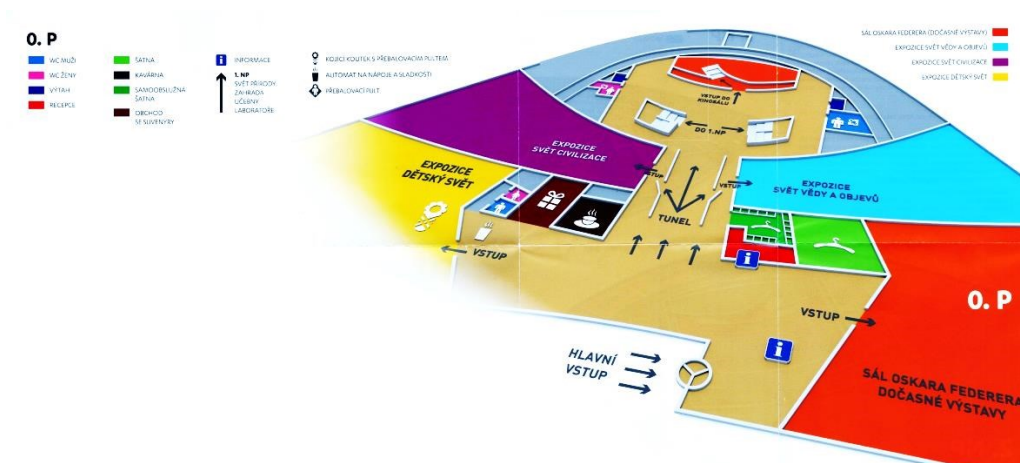 0. P
WC MUŽI
WC ŽENY
VÝTAH
RECEPCE
ŠATNA
KAVÁRNA
SAMOOBSLUŽNÁ
ŠATNA
OBCHOD
SE SUVENÝRY
i INFORMACE
1. NP
SVĚT PŘÍRODY
ZAHRADA
UČEBNY
LABORATOŘE
KOJICÍ KOUTEK S PŘEBALOVACÍM PULTEM
AUTOMAT NA NÁPOJE A SLADKOSTI
PŘEBALOVACÍ PULT
SÁL OSKARA FEDERERA (DOČASNÉ VÝSTAVY)
EXPOZICE SVĚT VĚDY A OBJEVŮ
EXPOZICE SVĚT CIVILIZACE
EXPOZICE DĚTSKÝ SVĚT
VSTUP DO
KINOSÁLU
DO 1.NP
EXPOZICE
SVĚT CIVILIZACE
VSTUP
VSTUP
EXPOZICE
DĚTSKÝ SVĚT
EXPOZICE
SVĚT VĚDY A OBJEVŮ
TUNEL
VSTUP
i
0. P
VSTUP
i
HLAVNÍ
VSTUP
SÁL OSKARA FEDERERA
DOČASNÉ VÝSTAVY